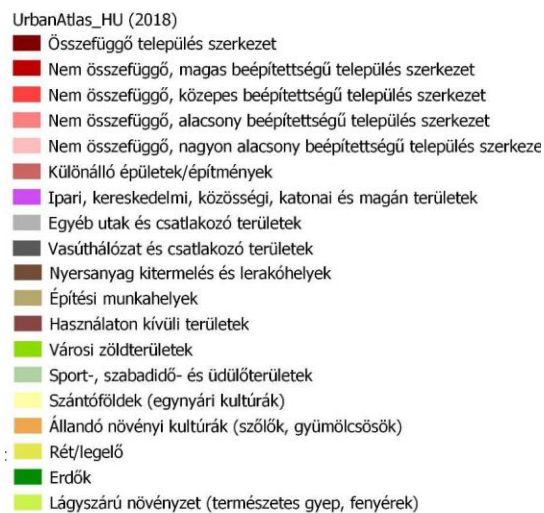 UrbanAtlas_HU (2018)
Összefüggő település szerkezet
Nem összefüggő, magas beépítettségű település szerkezet
Nem összefüggő, közepes beépítettségű település szerkezet
Nem összefüggő, alacsony beépítettségű település szerkezet
Nem összefüggő, nagyon alacsony beépítettségű település szerkeze
Különálló épületek/építmények
Ipari, kereskedelmi, közösségi, katonai és magán területek
Egyéb utak és csatlakozó területek
Vasúthálózat és csatlakozó területek
Nyersanyag kitermelés és lerakóhelyek
Építési munkahelyek
Használaton kívüli területek
Városi zöldterületek
Sport-, szabadidő- és üdülőterületek
Szántóföldek (egynyári kultúrák)
Állandó növényi kultúrák (szőlők, gyümölcsösök)
: Rét/legelő
Erdők
Lágyszárú növényzet (természetes gyep, fenyérek)